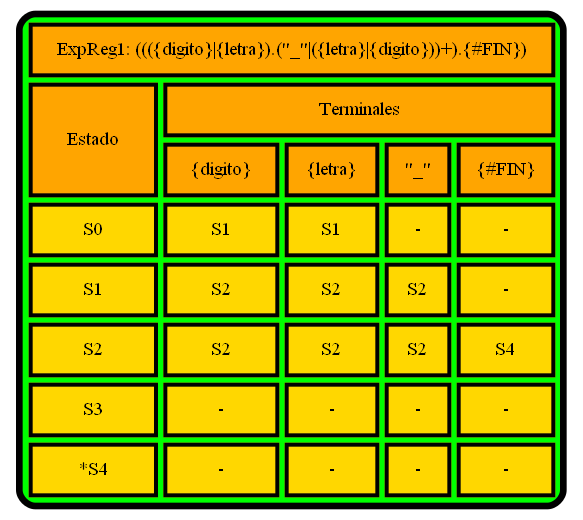 ExpReg1: ((({digito}|{letra}).("_"|({letra}|{digito}))+).{#FIN})
Estado Terminales
{digito} {letra} "_" {#FIN}
S0 S1 S1 - -
S1 S2 S2 S2 -
S2 S2 S2 S2 S4
S3 - - - -
*S4 - - - -